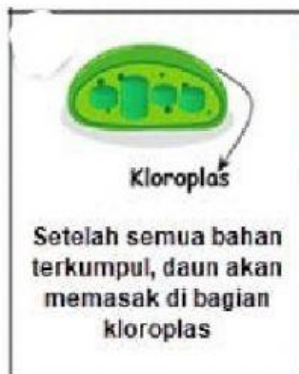 Kloroplas
Setelah semua bahan
terkumpul, daun akan
memasak di bagian
kloroplas